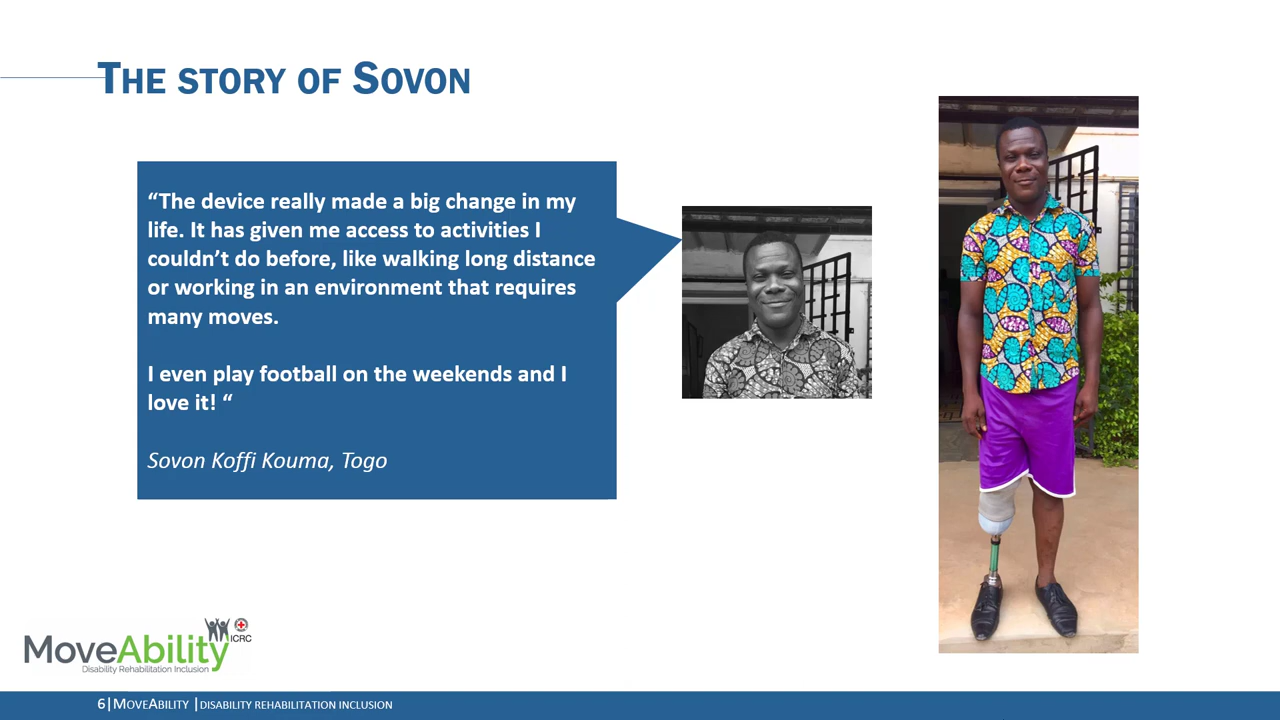 THE STORY OF SOVON
“The device really made a big change in my
life. It has given me access to activities I
couldn’t do before, like walking long distance
or working in an environment that requires
many moves.
I even play football on the weekends and I
love it! “
Sovon Koffi Kouma, Togo
MoveAbility
ICRC
Disability Rehabilitation Inclusion
6|MOVEABILITY |DISABILITY REHABILITATION INCLUSION